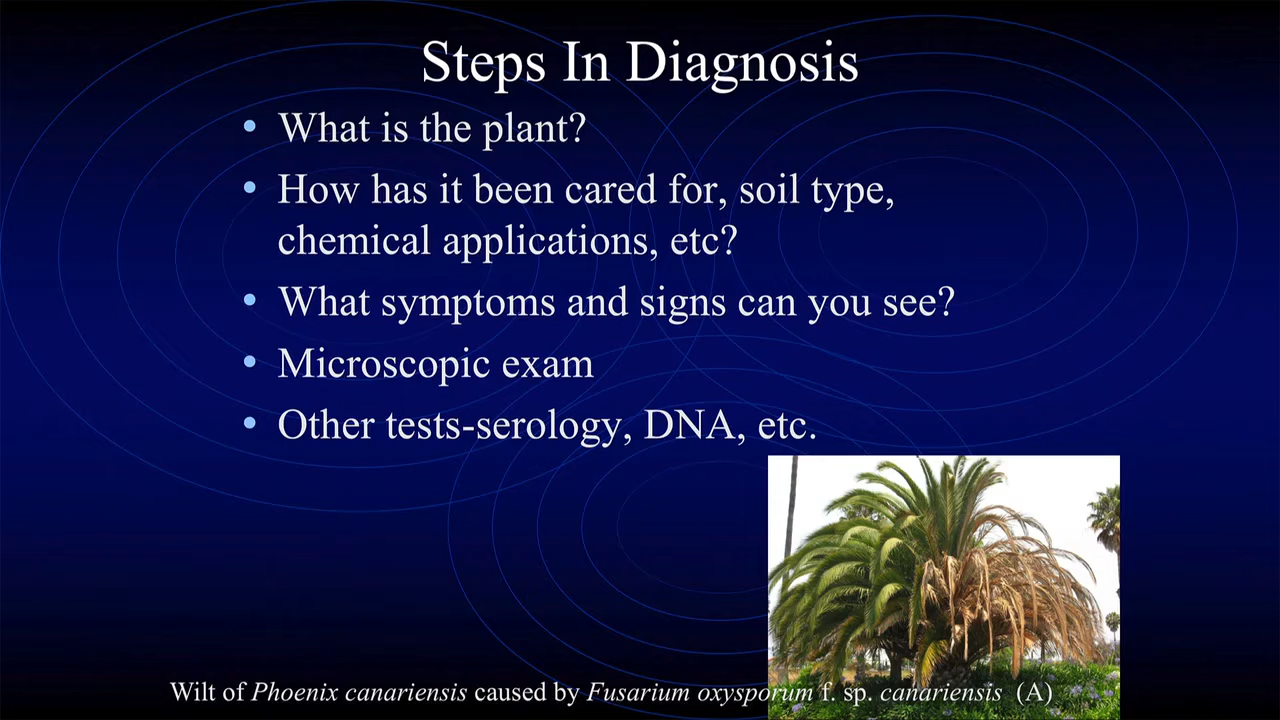 Steps In Diagnosis
• What is the plant?
• How has it been cared for, soil type,
chemical applications, etc?
• What symptoms and signs can you see?
• Microscopic exam
• Other tests-serology, DNA, etc.
Wilt of Phoenix canariensis caused by Fusarium oxysporum f. sp. canariensis (A)